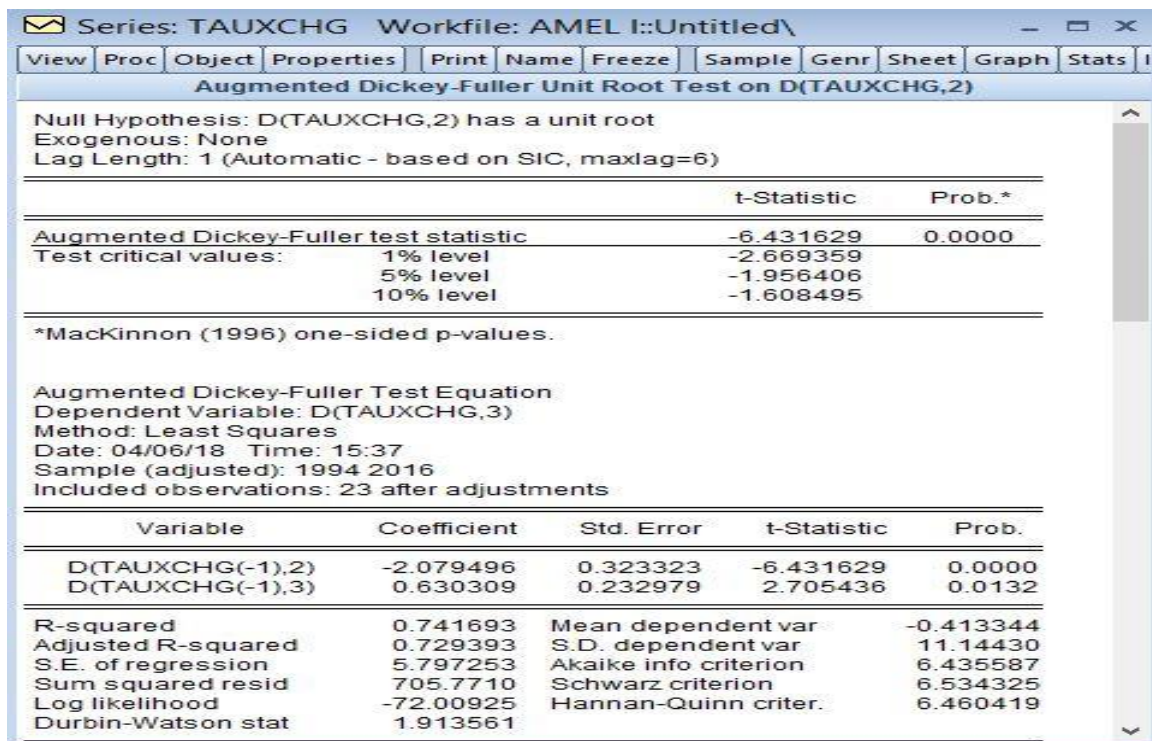 Series: TAUXCHG Workfile: AMEL I::Untitled\
View Proc Object Properties Print Name Freeze Sample Genr Sheet Graph Stats I
Augmented Dickey-Fuller Unit Root Test on D(TAUXCHG,2)
Null Hypothesis: D(TAUXCHG,2) has a unit root
Exogenous: None
Lag Length: 1 (Automatic - based on SIC, maxlag=6)
t-Statistic Prob.*
Augmented Dickey-Fuller test statistic -6.431629 0.0000
Test critical values: 1% level -2.669359
5% level -1.956406
10% level -1.608495
*MacKinnon (1996) one-sided p-values.
Augmented Dickey-Fuller Test Equation
Dependent Variable: D(TAUXCHG,3)
Method: Least Squares
Date: 04/06/18 Time: 15:37
Sample (adjusted): 1994 2016
Included observations: 23 after adjustments
Variable Coefficient Std. Error t-Statistic Prob.
D(TAUXCHG(-1),2) -2.079496 0.323323 -6.431629 0.0000
D(TAUXCHG(-1),3) 0.630309 0.232979 2.705436 0.0132
R-squared 0.741693 Mean dependent var -0.413344
Adjusted R-squared 0.729393 S.D. dependent var 11.14430
S.E. of regression 5.797253 Akaike info criterion 6.435587
Sum squared resid 705.7710 Schwarz criterion 6.534325
Log likelihood -72.00925 Hannan-Quinn criter. 6.460419
Durbin-Watson stat 1.913561